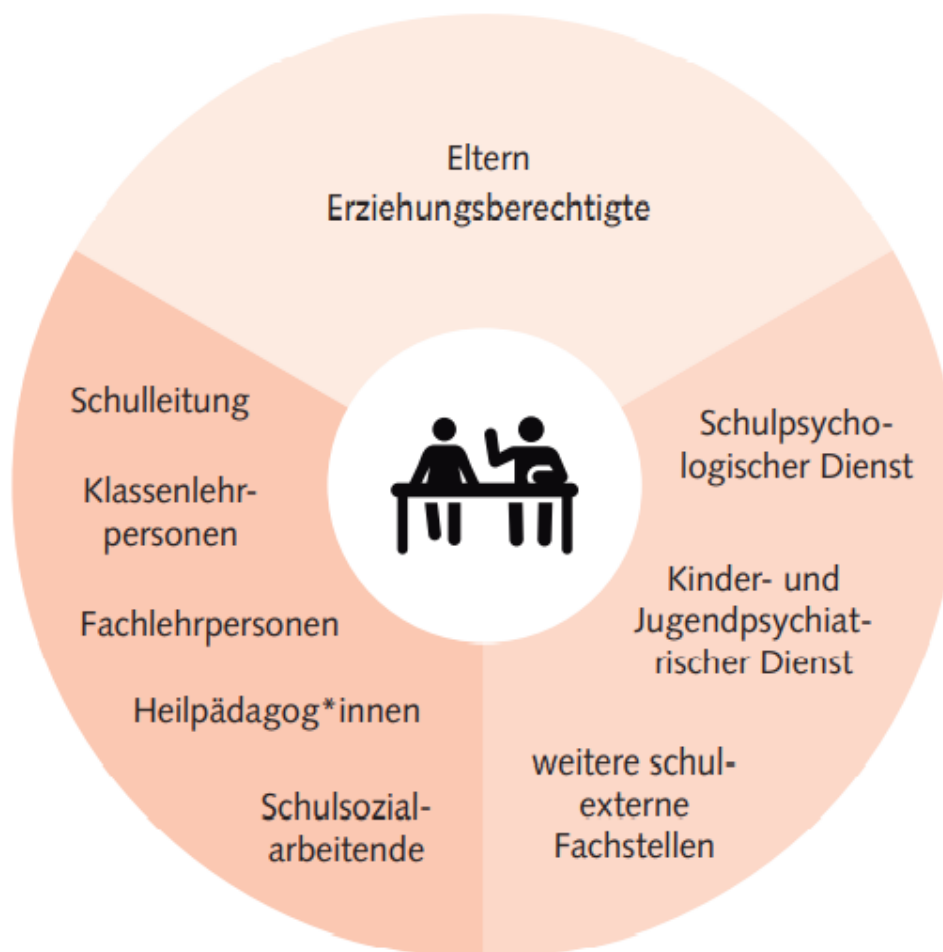 Eltern
Erziehungsberechtigte
Schulleitung
Klassenlehr-
personen
Fachlehrpersonen
Heilpädagog*innen
Schulsozial-
arbeitende
Schulpsycho-
logischer Dienst
Kinder- und
Jugendpsychiat-
rischer Dienst
weitere schul-
externe
Fachstellen